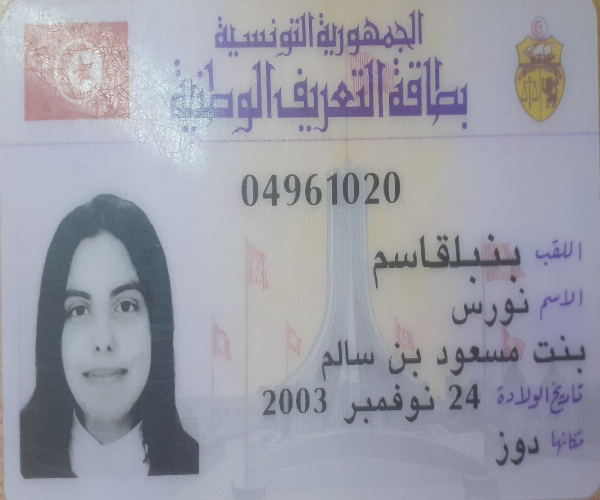 الجمهورية التونسية
بطاقة التعريف الوطنية
04961020
اللقب بنبلقاسم
الاسم نورس
بنت مسعود بن سالم
تاريخ الولادة 24 نوفمبر 2003
مكانها دوز